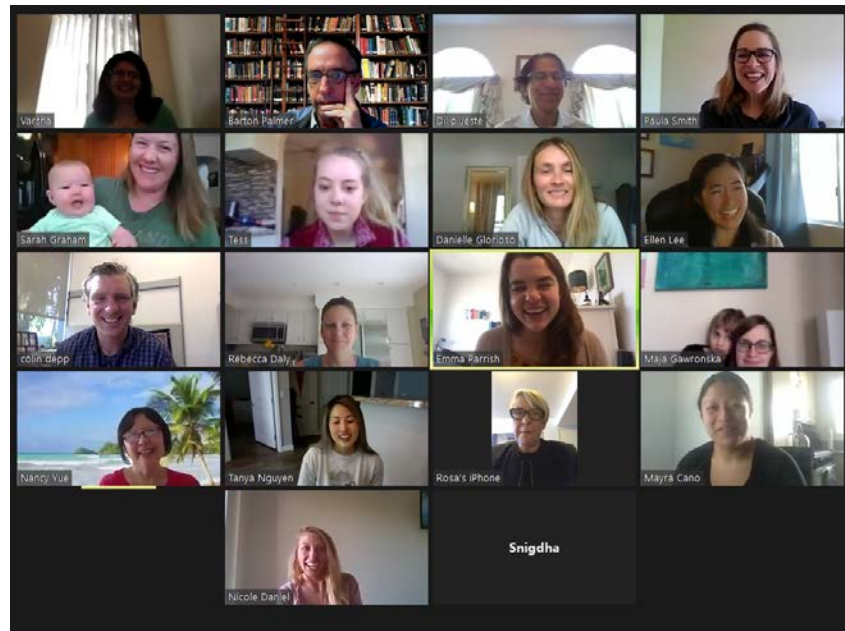 Vartha
Barton Palmer
Dilip Jeste
Paula Smith
Sarah Graham
Tess
Danielle Glorioso
Ellen Lee
colin depp
Rebecca Daly
Emma Parrish
Maja Gawronska
Nancy Yue
Tanya Nguyen
Rosa's iPhone
Mayra Cano
Nicole Daniel
Snigdha